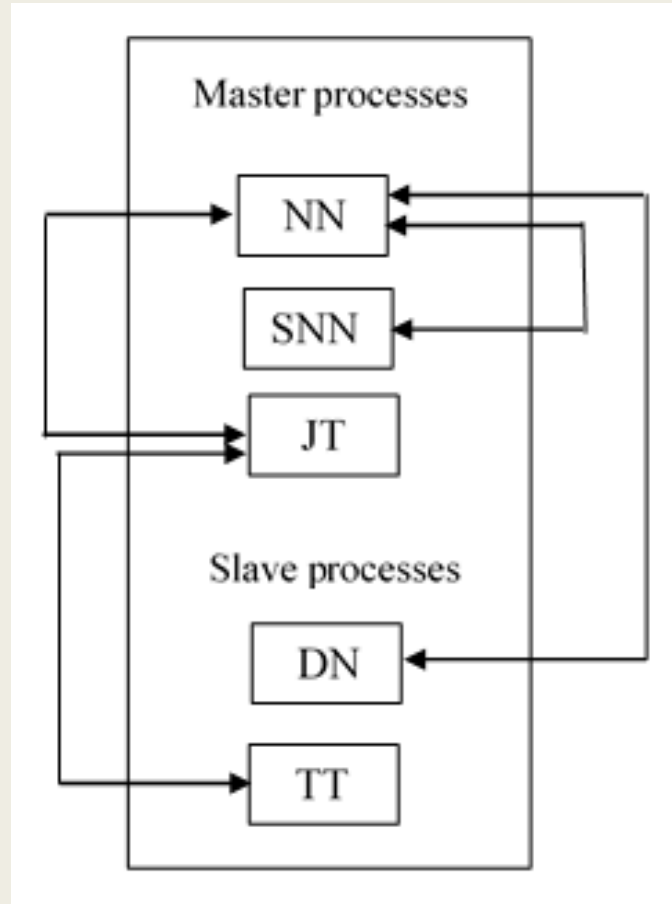 Master processes
NN
SNN
JT
Slave processes
DN
TT